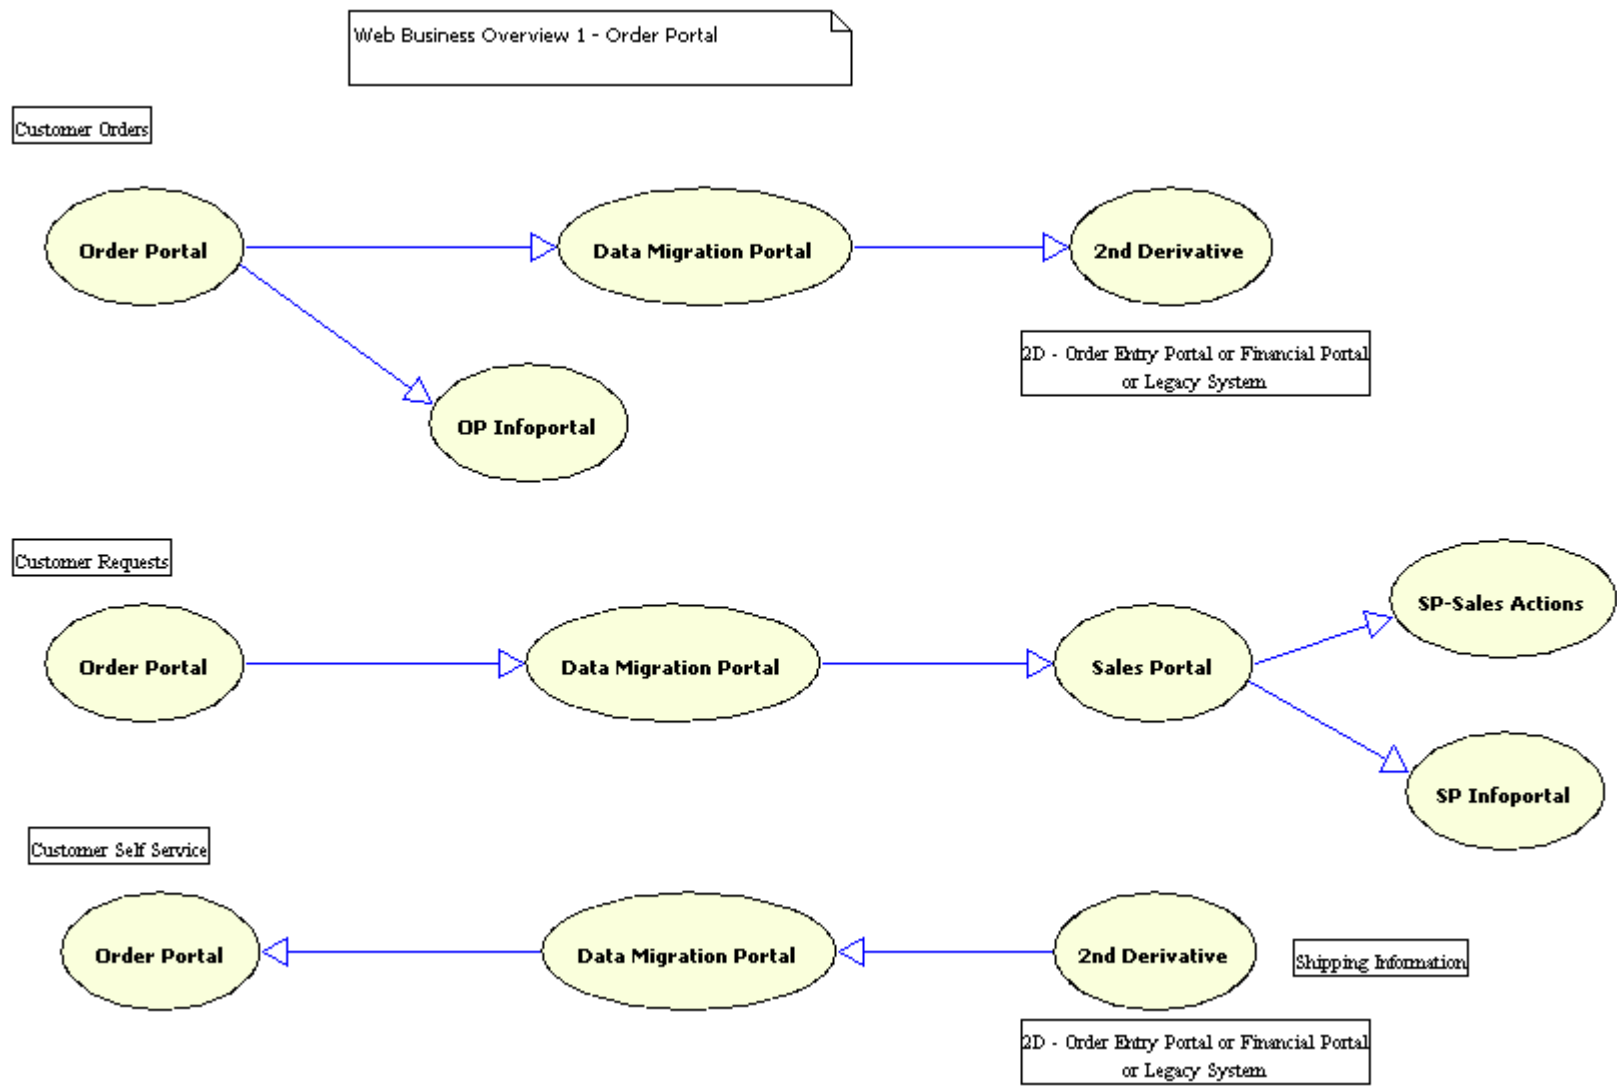 Web Business Overview 1 - Order Portal
Customer Orders
Order Portal
Data Migration Portal
2nd Derivative
2D - Order Entry Portal or Financial Portal
or Legacy System
OP Infoportal
Customer Requests
Order Portal
Data Migration Portal
Sales Portal
SP-Sales Actions
SP Infoportal
Customer Self Service
Order Portal
Data Migration Portal
2nd Derivative
Shipping Information
2D - Order Entry Portal or Financial Portal
or Legacy System